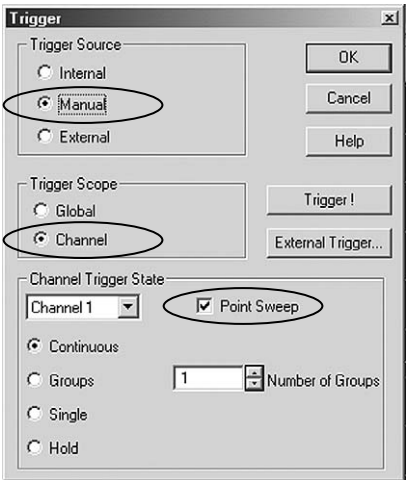 Trigger
Trigger Source
Internal
Manual
External
OK
Cancel
Help
Trigger Scope
Global
Channel
Trigger !
External Trigger...
Channel Trigger State
Channel 1
Point Sweep
Continuous
Groups
1
Number of Groups
Single
Hold